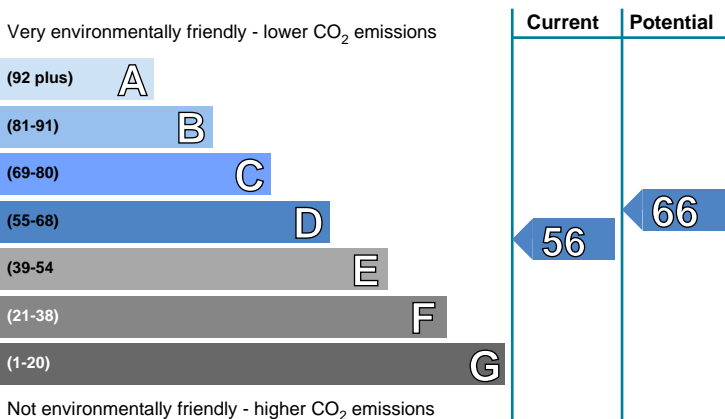 Very environmentally friendly - lower CO2 emissions
Current
Potential
(92 plus) A
(81-91) B
(69-80) C
(55-68) D
(39-54 E
(21-38) F
(1-20) G
56
66
Not environmentally friendly - higher CO2 emissions